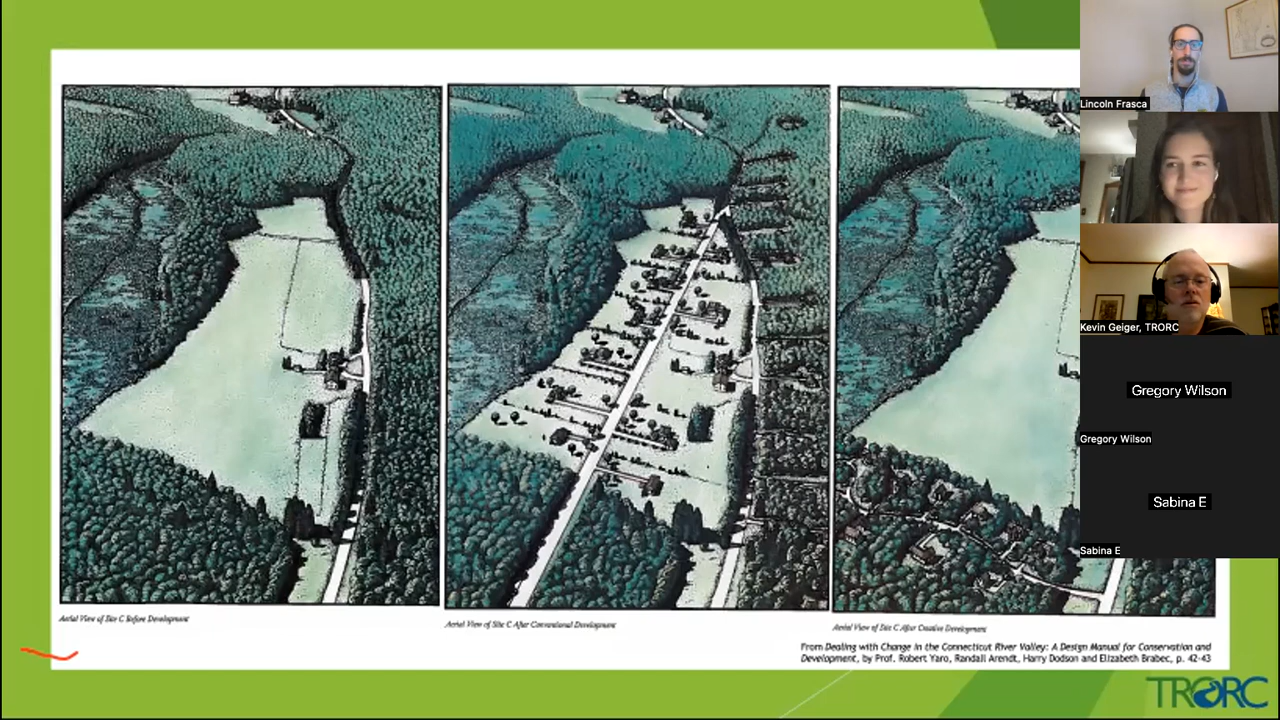 Aerial View of Site C Before Development
Aerial View of Site C After Conventional Development
Aerial View of Site C After Creative Development
From Dealing with Change in the Connecticut River Valley: A Design Manual for Conservation and
Development, by Prof. Robert Yaro, Randall Arendt, Harry Dodson and Elizabeth Brabec, p. 42-43
TRORC
Lincoln Frasca
Kevin Geiger, TRORC
Gregory Wilson
Gregory Wilson
Sabina E
Sabina E